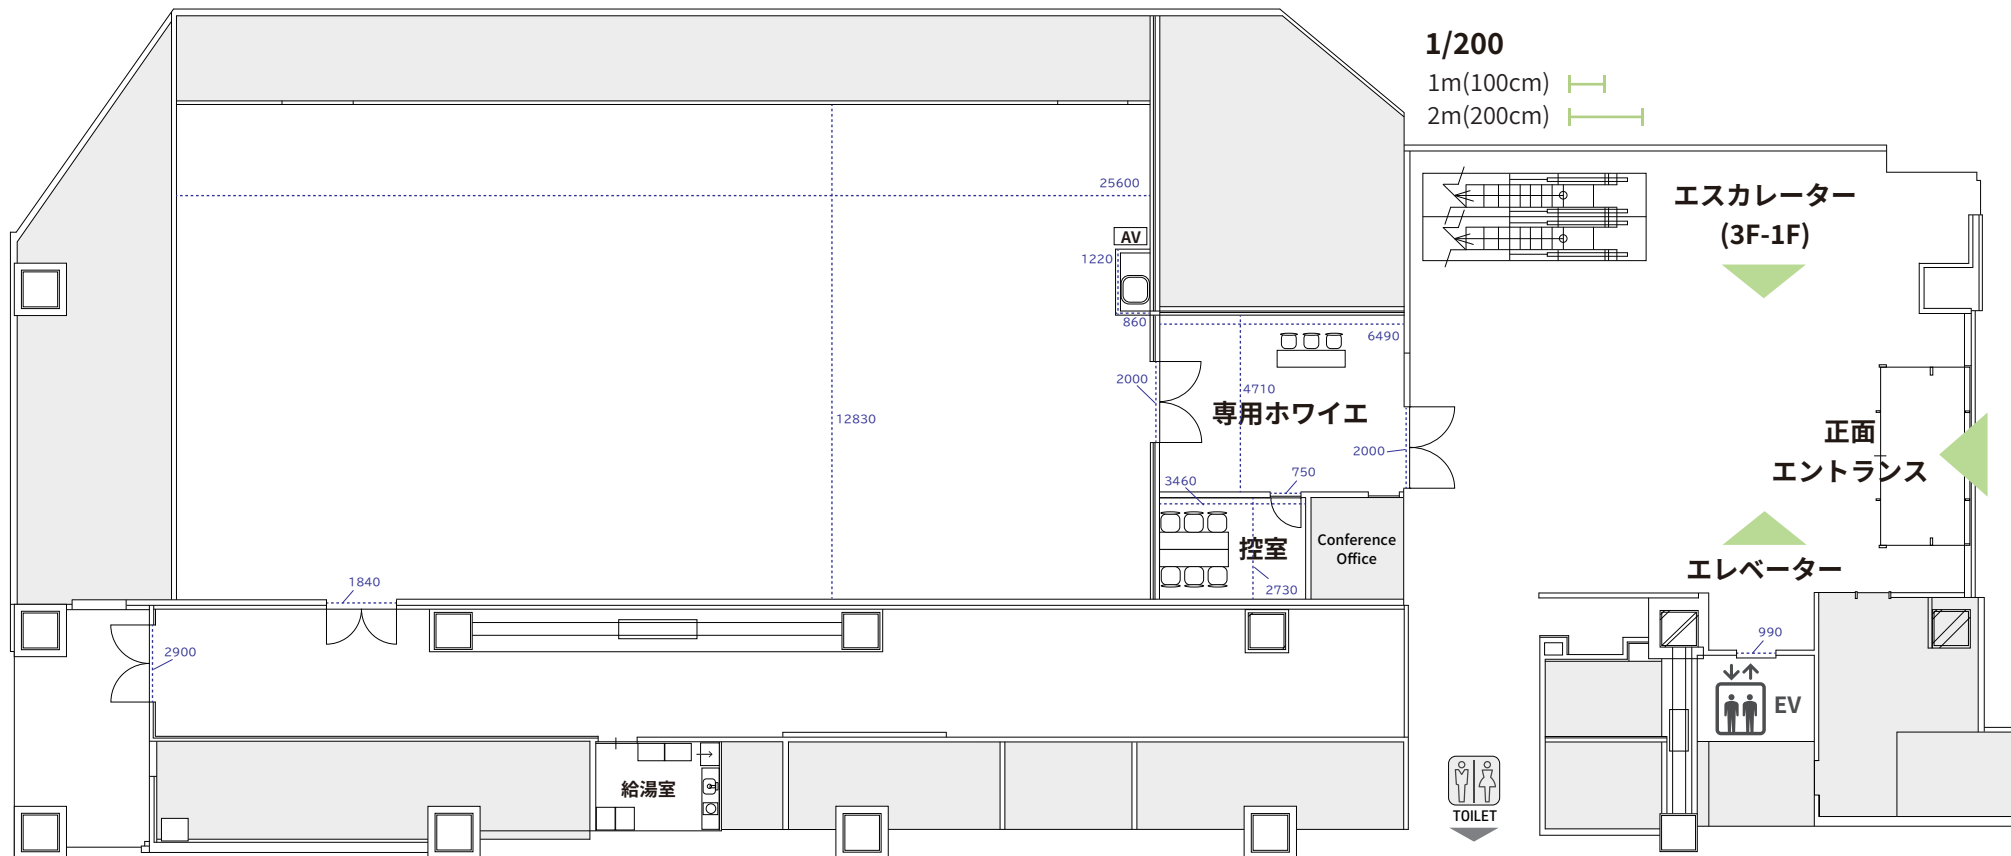 1/200
1m(100cm)
2m(200cm)
25600
エスカレーター
(3F-1F)
AV
1220
860
6490
2000
4710
専用ホワイエ
12830
正面
エントランス
2000
750
3460
控室
Conference
Office
2730
エレベーター
1840
2900
990
EV
給湯室
TOILET